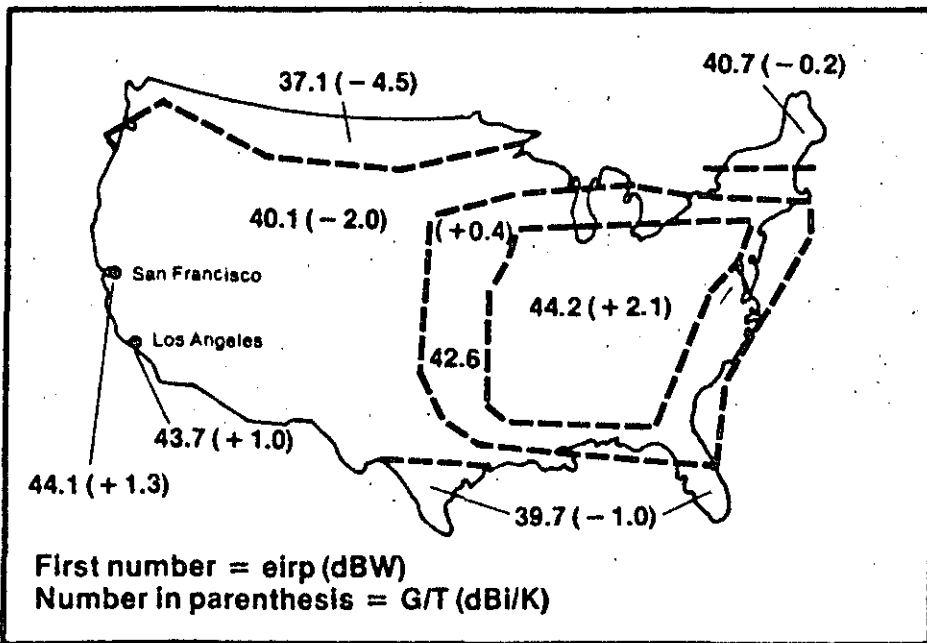 40.7 (− 0.2)
37.1 (− 4.5)
40.1 (− 2.0)
(+0.4)
San Francisco
44.2 (+ 2.1)
Los Angeles
42.6
43.7 (+ 1.0)
44.1 (+ 1.3)
39.7 (− 1.0)
First number = eirp (dBW)
Number in parenthesis = G/T (dBi/K)